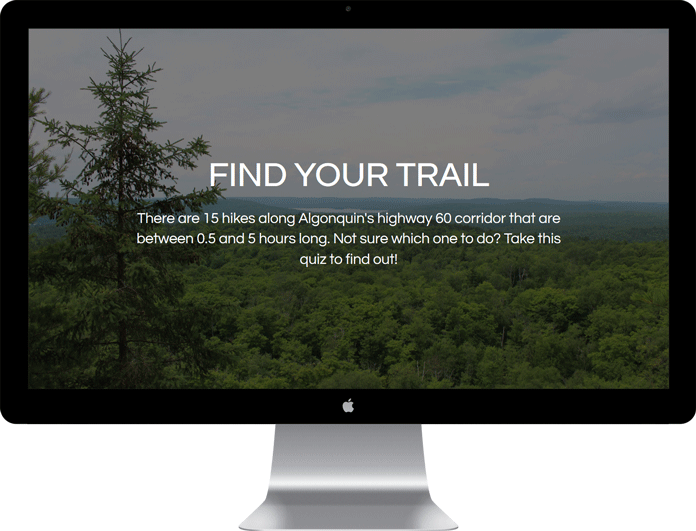 FIND YOUR TRAIL
There are 15 hikes along Algonquin's highway 60 corridor that are
between 0.5 and 5 hours long. Not sure which one to do? Take this
quiz to find out!